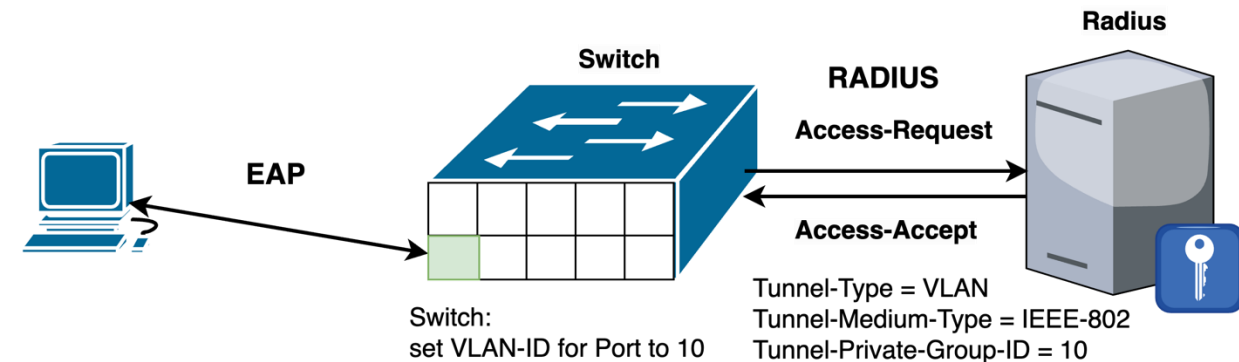 Radius
Switch
RADIUS
Access-Request
EAP
Access-Accept
Tunnel-Type = VLAN
Tunnel-Medium-Type = IEEE-802
Tunnel-Private-Group-ID = 10
Switch:
set VLAN-ID for Port to 10